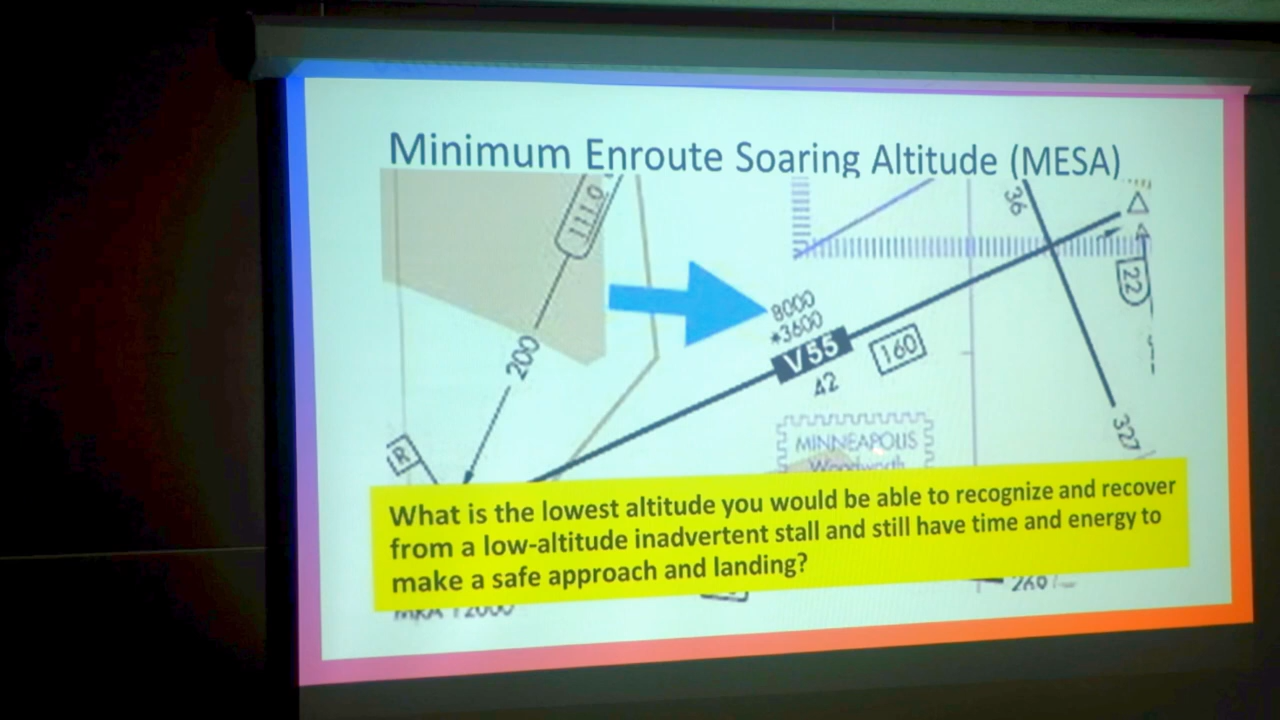 Minimum Enroute Soaring Altitude (MESA)
111.0
36
22
8000
*3600
V55
160
42
200
R
MINNEAPOLIS
Woodworth
327
What is the lowest altitude you would be able to recognize and recover
from a low-altitude inadvertent stall and still have time and energy to
make a safe approach and landing?